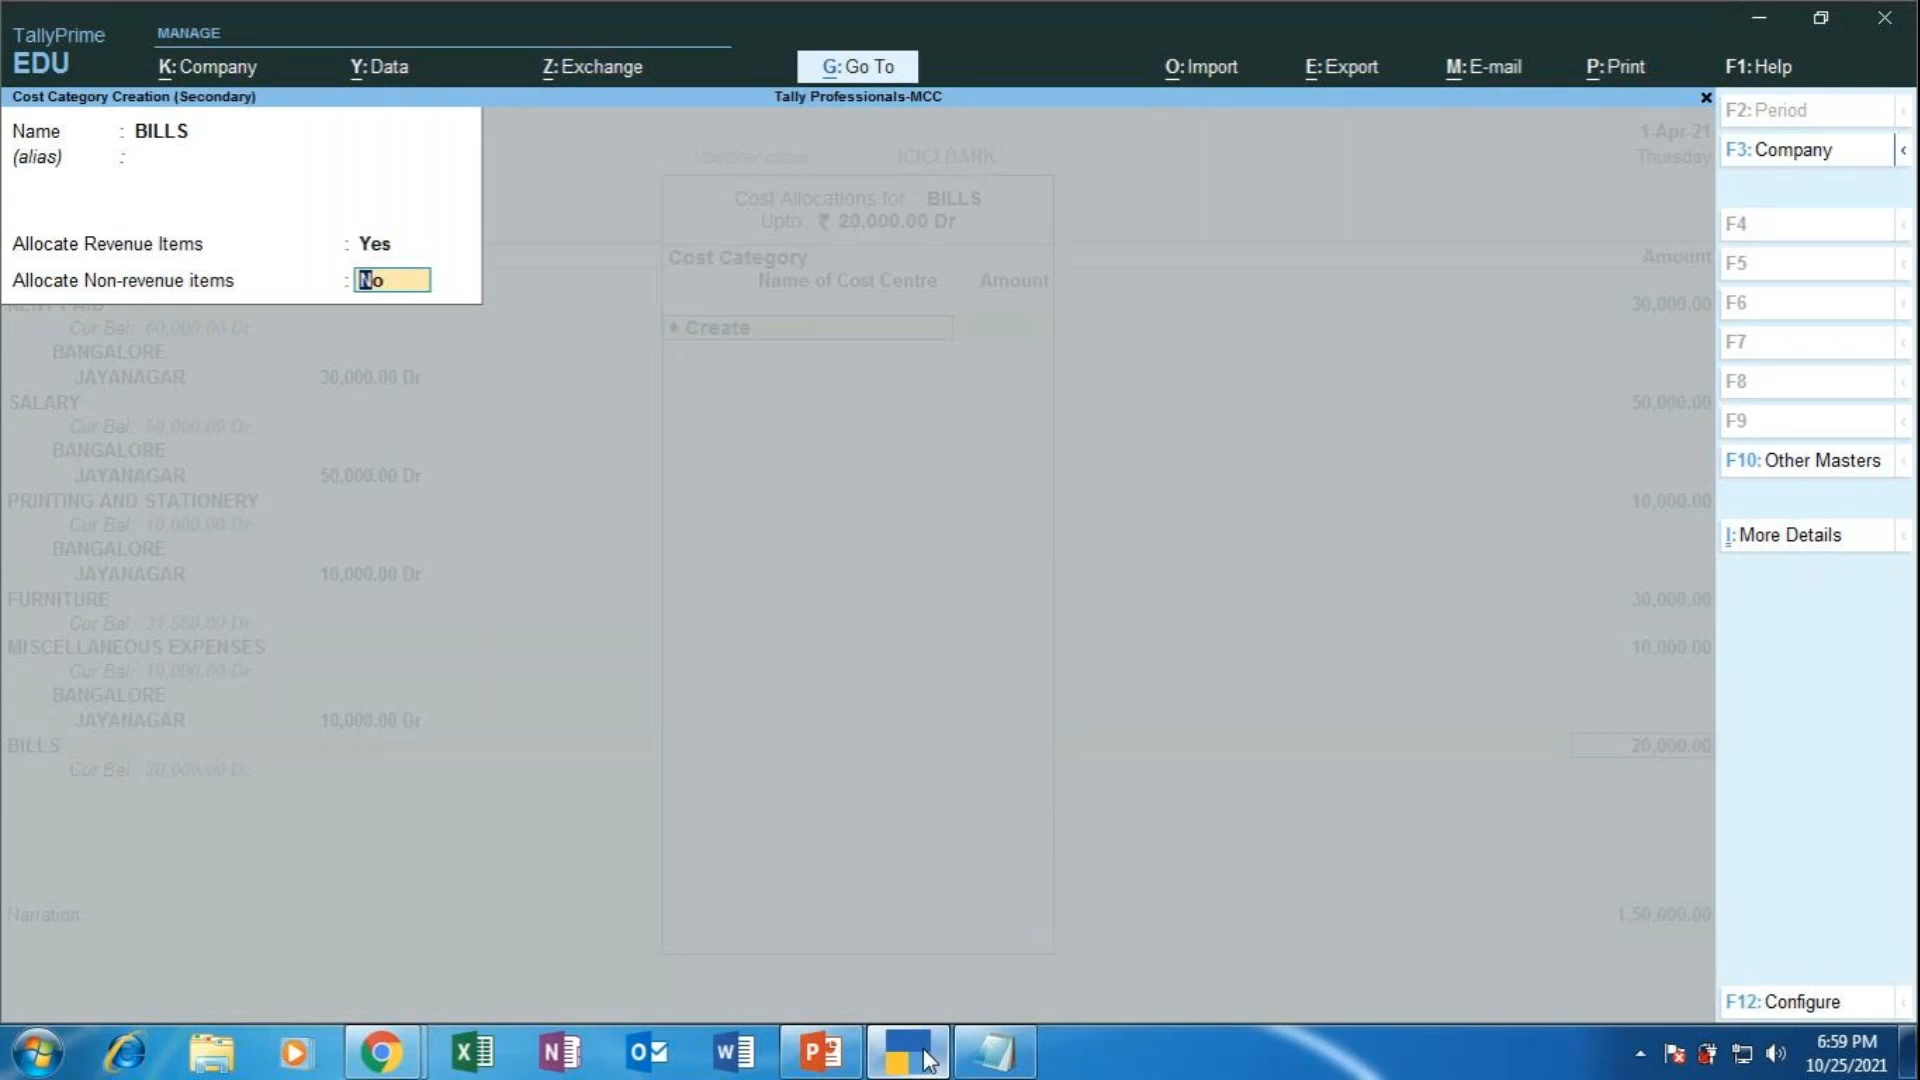 TallyPrime
EDU
MANAGE
K: Company
Y: Data
Z: Exchange
G: Go To
O: Import
E: Export
M: E-mail
P: Print
F1: Help
Cost Category Creation (Secondary)
Tally Professionals-MCC
Name : BILLS
(alias) :
Allocate Revenue Items : Yes
Allocate Non-revenue items : No
1-Apr-21
Thursday
Voucher class ICICI BANK
Cost Allocations for : BILLS
Upto : ₹ 20,000.00 Dr
Cost Category
Name of Cost Centre Amount
♦ Create
Amount
RENT PAID 30,000.00
Cur Bal: 60,000.00 Dr
BANGALORE
JAYANAGAR 30,000.00 Dr
SALARY 50,000.00
BANGALORE
JAYANAGAR 50,000.00 Dr
PRINTING AND STATIONERY 10,000.00
Cur Bal: 10,000.00 Dr
BANGALORE
JAYANAGAR 10,000.00 Dr
FURNITURE 30,000.00
Cur Bal: 31,550.00 Dr
MISCELLANEOUS EXPENSES 10,000.00
Cur Bal: 10,000.00 Dr
BANGALORE
JAYANAGAR 10,000.00 Dr
BILLS 20,000.00
Cur Bal: 20,000.00 Dr
Narration: 1,50,000.00
F2: Period
F3: Company
F4
F5
F6
F7
F8
F9
F10: Other Masters
I: More Details
F12: Configure
6:59 PM
10/25/2021